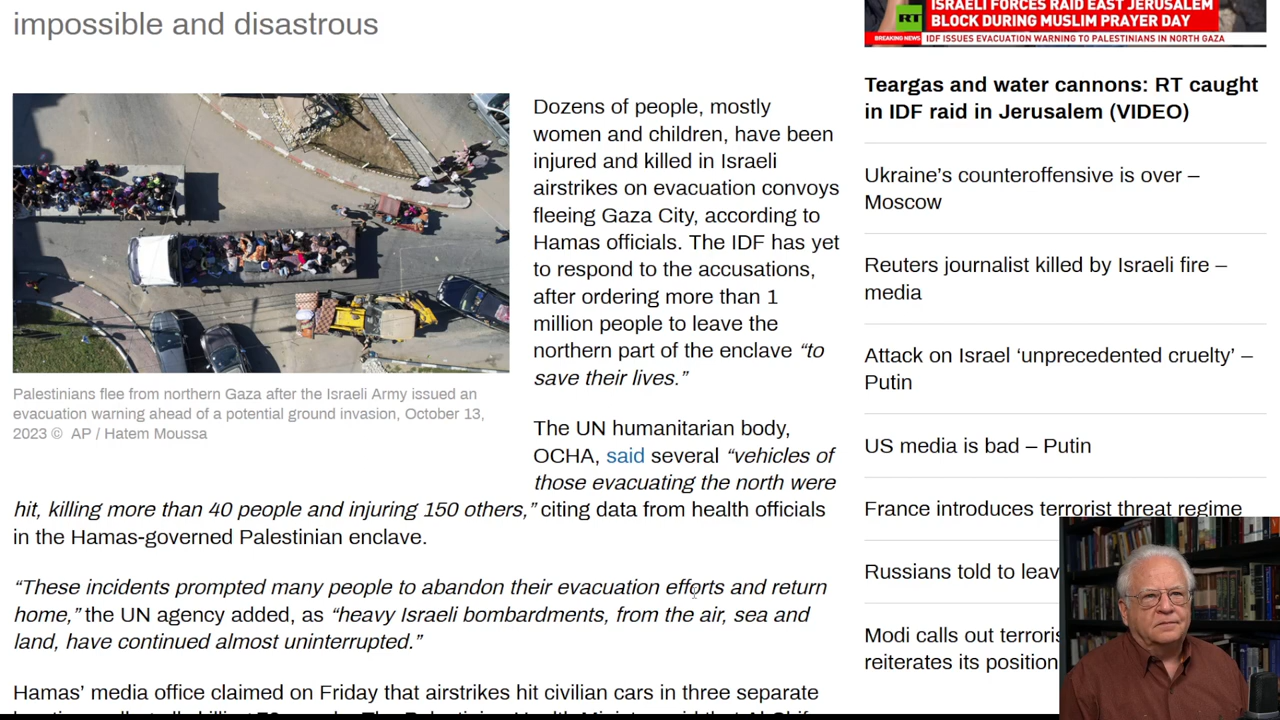 impossible and disastrous
Dozens of people, mostly
women and children, have been
injured and killed in Israeli
airstrikes on evacuation convoys
fleeing Gaza City, according to
Hamas officials. The IDF has yet
to respond to the accusations,
after ordering more than 1
million people to leave the
northern part of the enclave “to
save their lives.”
Palestinians flee from northern Gaza after the Israeli Army issued an
evacuation warning ahead of a potential ground invasion, October 13,
2023 © AP / Hatem Moussa
The UN humanitarian body,
OCHA, said several “vehicles of
those evacuating the north were
hit, killing more than 40 people and injuring 150 others,” citing data from health officials
in the Hamas-governed Palestinian enclave.
“These incidents prompted many people to abandon their evacuation efforts and return
home,” the UN agency added, as “heavy Israeli bombardments, from the air, sea and
land, have continued almost uninterrupted.”
Hamas’ media office claimed on Friday that airstrikes hit civilian cars in three separate
ISRAELI FORCES RAID EAST JERUSALEM
RT
BLOCK DURING MUSLIM PRAYER DAY
BREAKING NEWS IDF ISSUES EVACUATION WARNING TO PALESTINIANS IN NORTH GAZA
Teargas and water cannons: RT caught
in IDF raid in Jerusalem (VIDEO)
Ukraine’s counteroffensive is over –
Moscow
Reuters journalist killed by Israeli fire –
media
Attack on Israel ‘unprecedented cruelty’ –
Putin
US media is bad – Putin
France introduces terrorist threat regime
Russians told to leav
Modi calls out terroris
reiterates its position